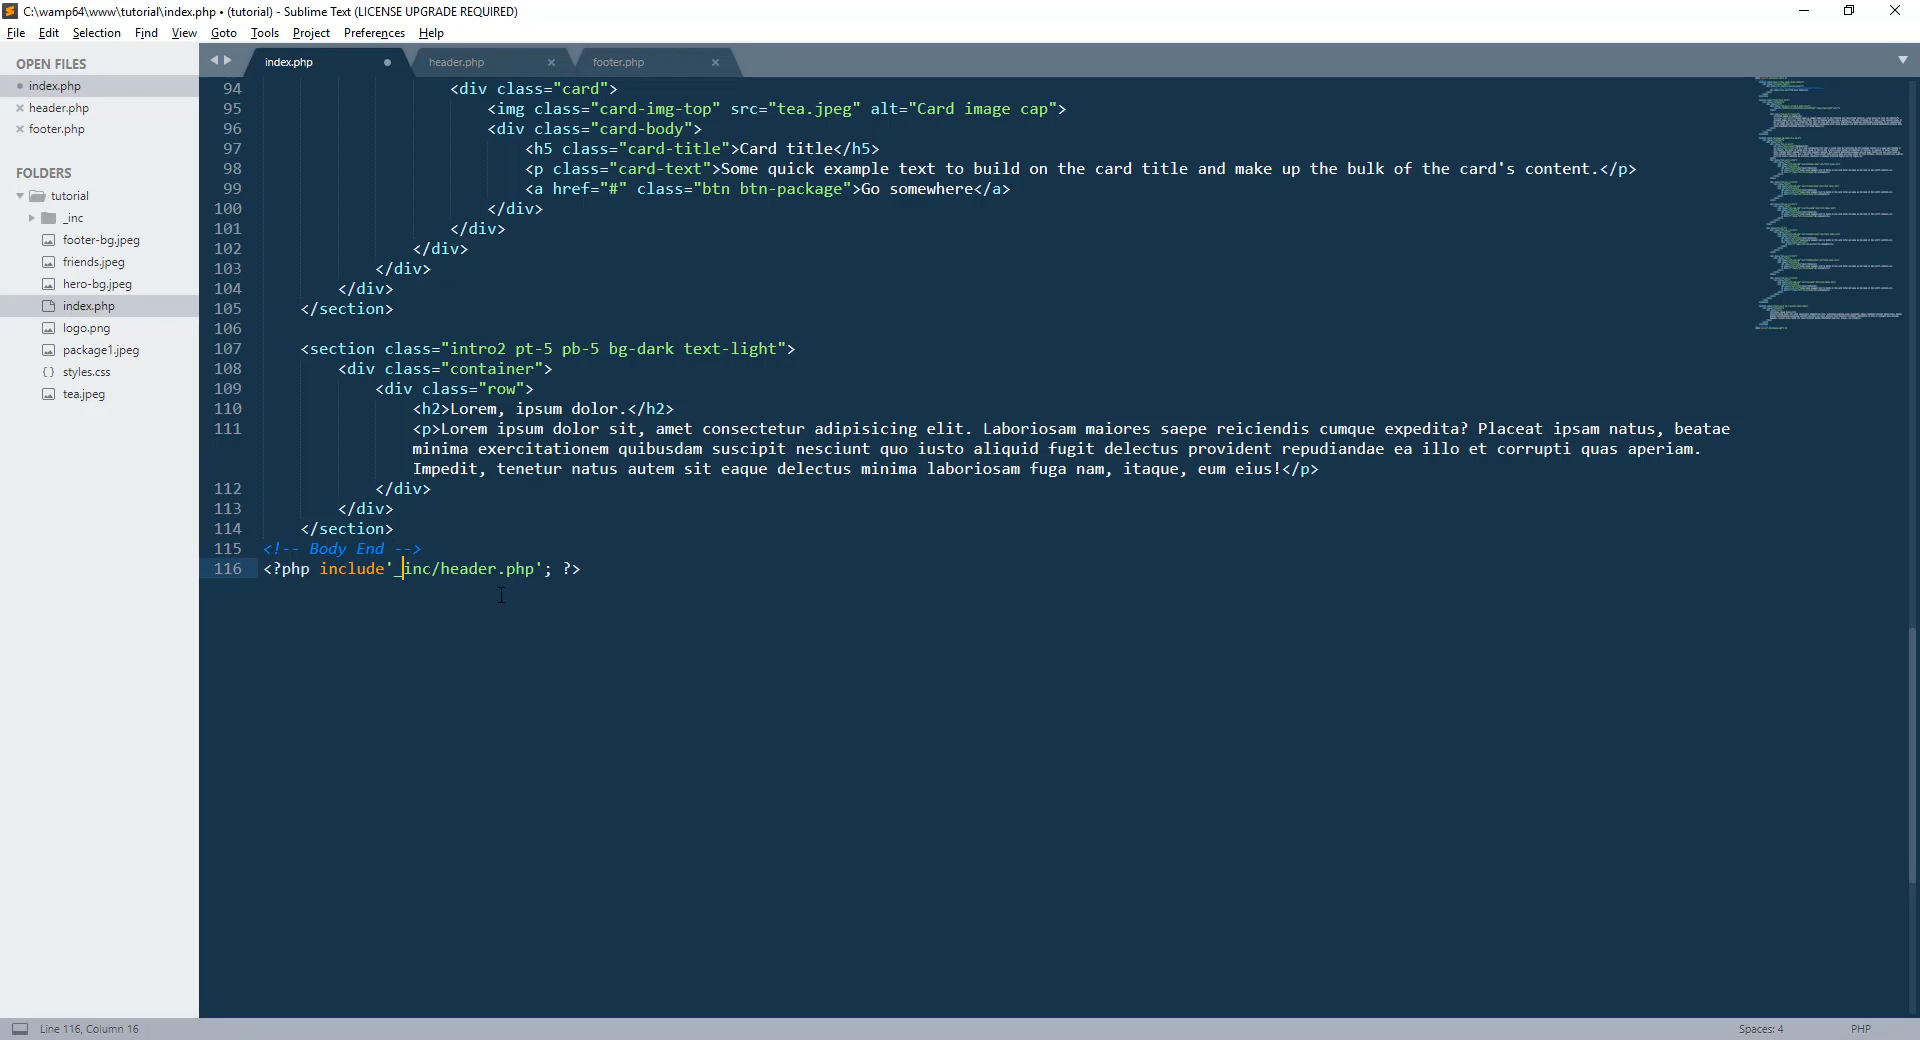 C:\wamp64\www\tutorial\index.php • (tutorial) - Sublime Text (LICENSE UPGRADE REQUIRED)
File Edit Selection Find View Goto Tools Project Preferences Help
OPEN FILES
index.php
header.php
footer.php
FOLDERS
tutorial
_inc
footer-bg.jpeg
friends.jpeg
hero-bg.jpeg
index.php
logo.png
package1.jpeg
styles.css
tea.jpeg
index.php header.php footer.php
94 <div class="card">
95 <img class="card-img-top" src="tea.jpeg" alt="Card image cap">
96 <div class="card-body">
97 <h5 class="card-title">Card title</h5>
98 <p class="card-text">Some quick example text to build on the card title and make up the bulk of the card's content.</p>
99 <a href="#" class="btn btn-package">Go somewhere</a>
100 </div>
101 </div>
102 </div>
103 </div>
104 </div>
105 </section>
106
107 <section class="intro2 pt-5 pb-5 bg-dark text-light">
108 <div class="container">
109 <div class="row">
110 <h2>Lorem, ipsum dolor.</h2>
111 <p>Lorem ipsum dolor sit, amet consectetur adipisicing elit. Laboriosam maiores saepe reiciendis cumque expedita? Placeat ipsam natus, beatae
minima exercitationem quibusdam suscipit nesciunt quo iusto aliquid fugit delectus provident repudiandae ea illo et corrupti quas aperiam.
Impedit, tenetur natus autem sit eaque delectus minima laboriosam fuga nam, itaque, eum eius!</p>
112 </div>
113 </div>
114 </section>
115 <!-- Body End -->
116 <?php include'_inc/header.php'; ?>
Line 116, Column 16
Spaces: 4
PHP